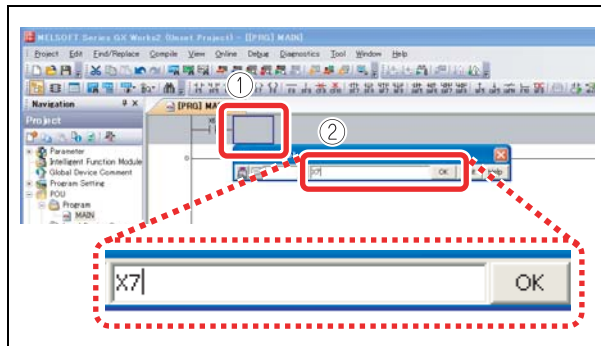 MELSOFT Series GX Works2 (Unset Project) - [[PRG] MAIN]
Project Edit Find/Replace Compile View Online Debug Diagnostics Tool Window Help
①
Navigation
[PRG] MA
Project
②
Parameter
Intelligent Function Module
Global Device Comment
Program Setting
POU
Program
MAIN
0
X7
OK
Help
X7
OK